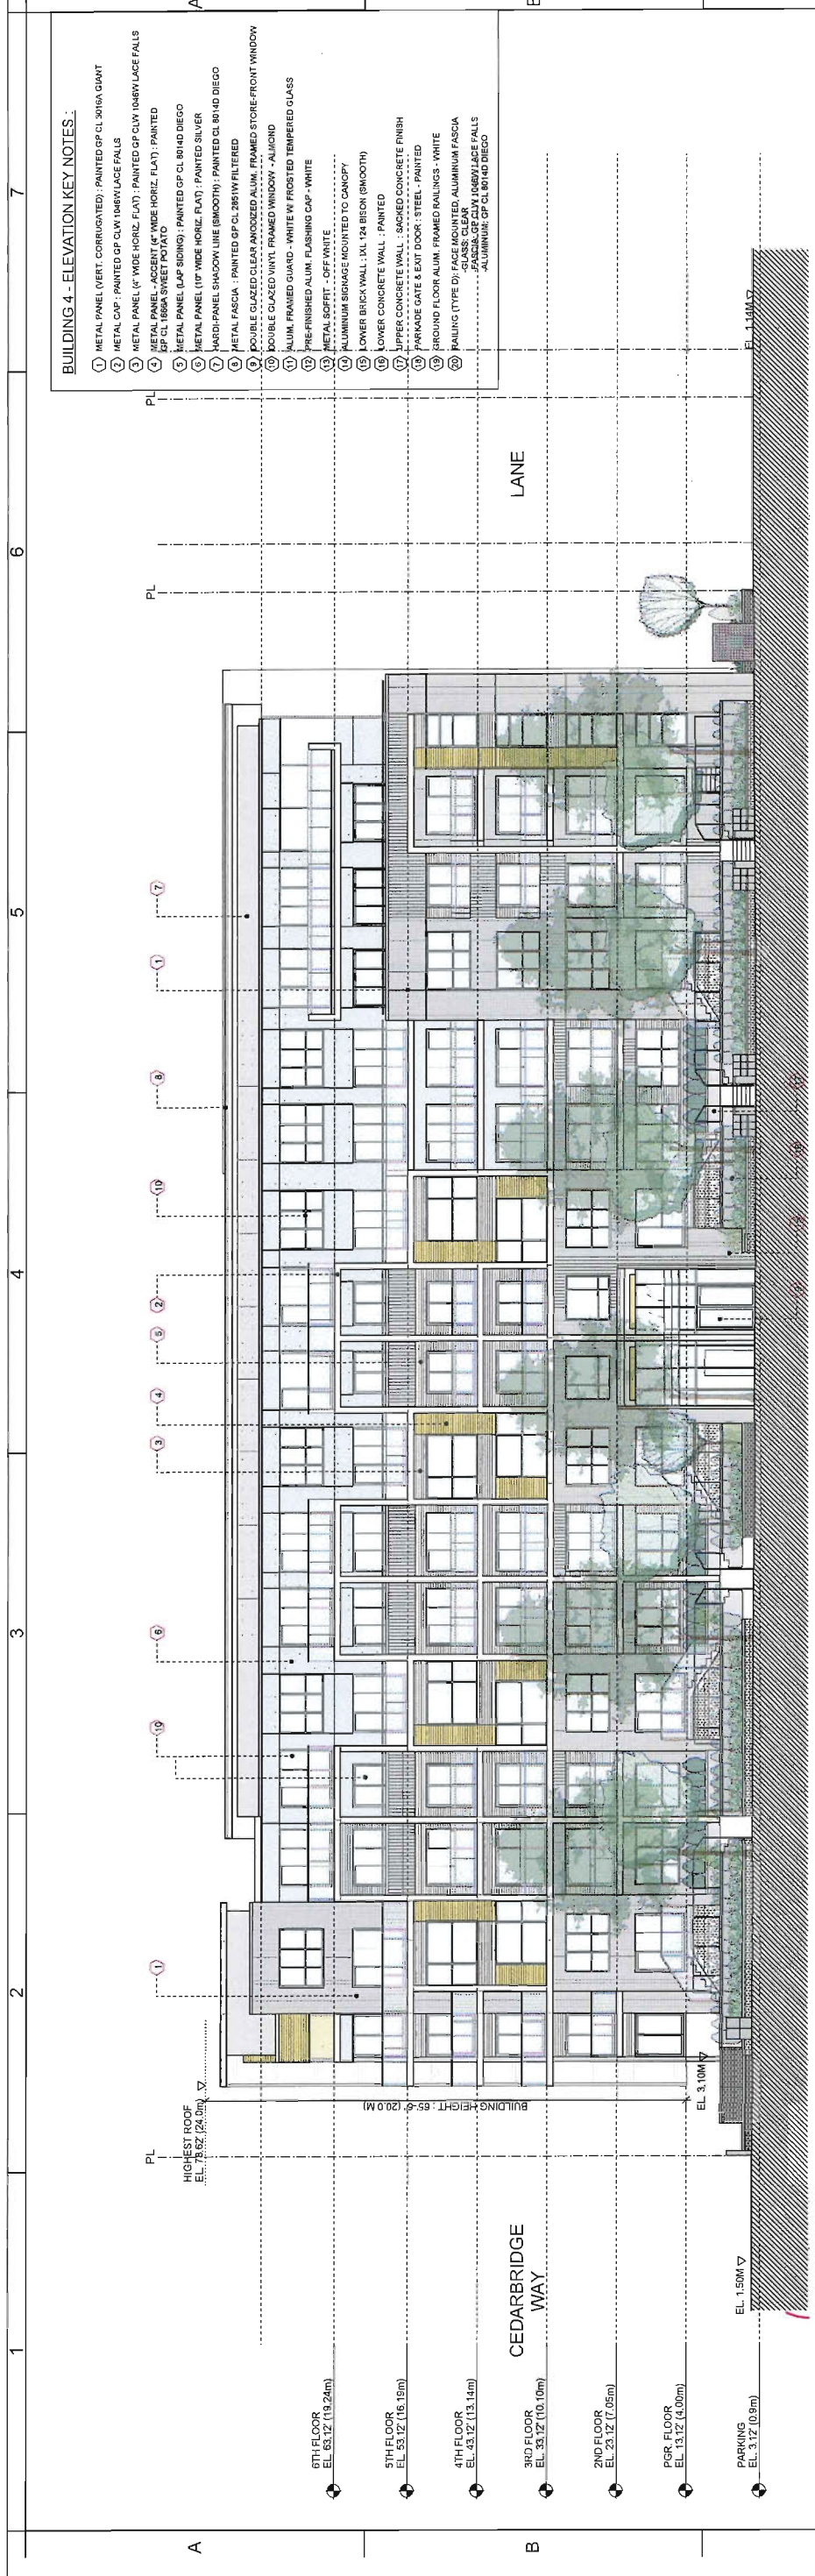 1
2
3
4
5
6
7
A
B
A
BUILDING 4 - ELEVATION KEY NOTES :
1 METAL PANEL (VERT. CORRUGATED) : PAINTED GP CL 3016A GIANT
2 METAL CAP : PAINTED GP CLW 1046W LACE FALLS
3 METAL PANEL (4" WIDE HORIZ. FLAT) : PAINTED GP CLW 1046W LACE FALLS
4 METAL PANEL - ACCENT (4" WIDE HORIZ. FLAT) : PAINTED
GP CL 1666A SWEET POTATO
5 METAL PANEL (LAP SIDING) : PAINTED GP CL 8014D DIEGO
6 METAL PANEL (10" WIDE HORIZ. FLAT) : PAINTED SILVER
7 HARDI-PANEL SHADOW LINE (SMOOTH) : PAINTED CL 8014D DIEGO
8 METAL FASCIA : PAINTED GP CL 2851W FILTERED
9 DOUBLE GLAZED CLEAR ANODIZED ALUM. FRAMED STORE-FRONT WINDOW
10 DOUBLE GLAZED VINYL FRAMED WINDOW - ALMOND
11 ALUM. FRAMED GUARD - WHITE W/ FROSTED TEMPERED GLASS
12 PRE-FINISHED ALUM. FLASHING CAP - WHITE
13 METAL SOFFIT - OFF WHITE
14 ALUMINUM SIGNAGE MOUNTED TO CANOPY
15 LOWER BRICK WALL : IXL 124 BISON (SMOOTH)
16 LOWER CONCRETE WALL : PAINTED
17 UPPER CONCRETE WALL : SACKED CONCRETE FINISH
18 PARKADE GATE & EXIT DOOR : STEEL - PAINTED
19 GROUND FLOOR ALUM. FRAMED RAILINGS - WHITE
20 RAILING (TYPE D): FACE MOUNTED, ALUMINUM FASCIA
-GLASS: CLEAR
-FASCIA: GP CLW 1046W LACE FALLS
-ALUMINUM: GP CL 8014D DIEGO
PL
PL
PL
HIGHEST ROOF
EL. 78.62' (24.0m)
1
10
6
3
4
5
2
10
8
1
7
BUILDING HEIGHT : 65'-6" (20.0 M)
6TH FLOOR
EL. 63.12' (19.24m)
5TH FLOOR
EL. 53.12' (16.19m)
4TH FLOOR
EL. 43.12' (13.14m)
3RD FLOOR
EL. 33.12' (10.10m)
2ND FLOOR
EL. 23.12' (7.05m)
PGR. FLOOR
EL. 13.12' (4.00m)
PARKING
EL. 3.12' (0.9m)
CEDARBRIDGE
WAY
LANE
EL. 3.10M
EL. 1.50M
EL. 1.14M